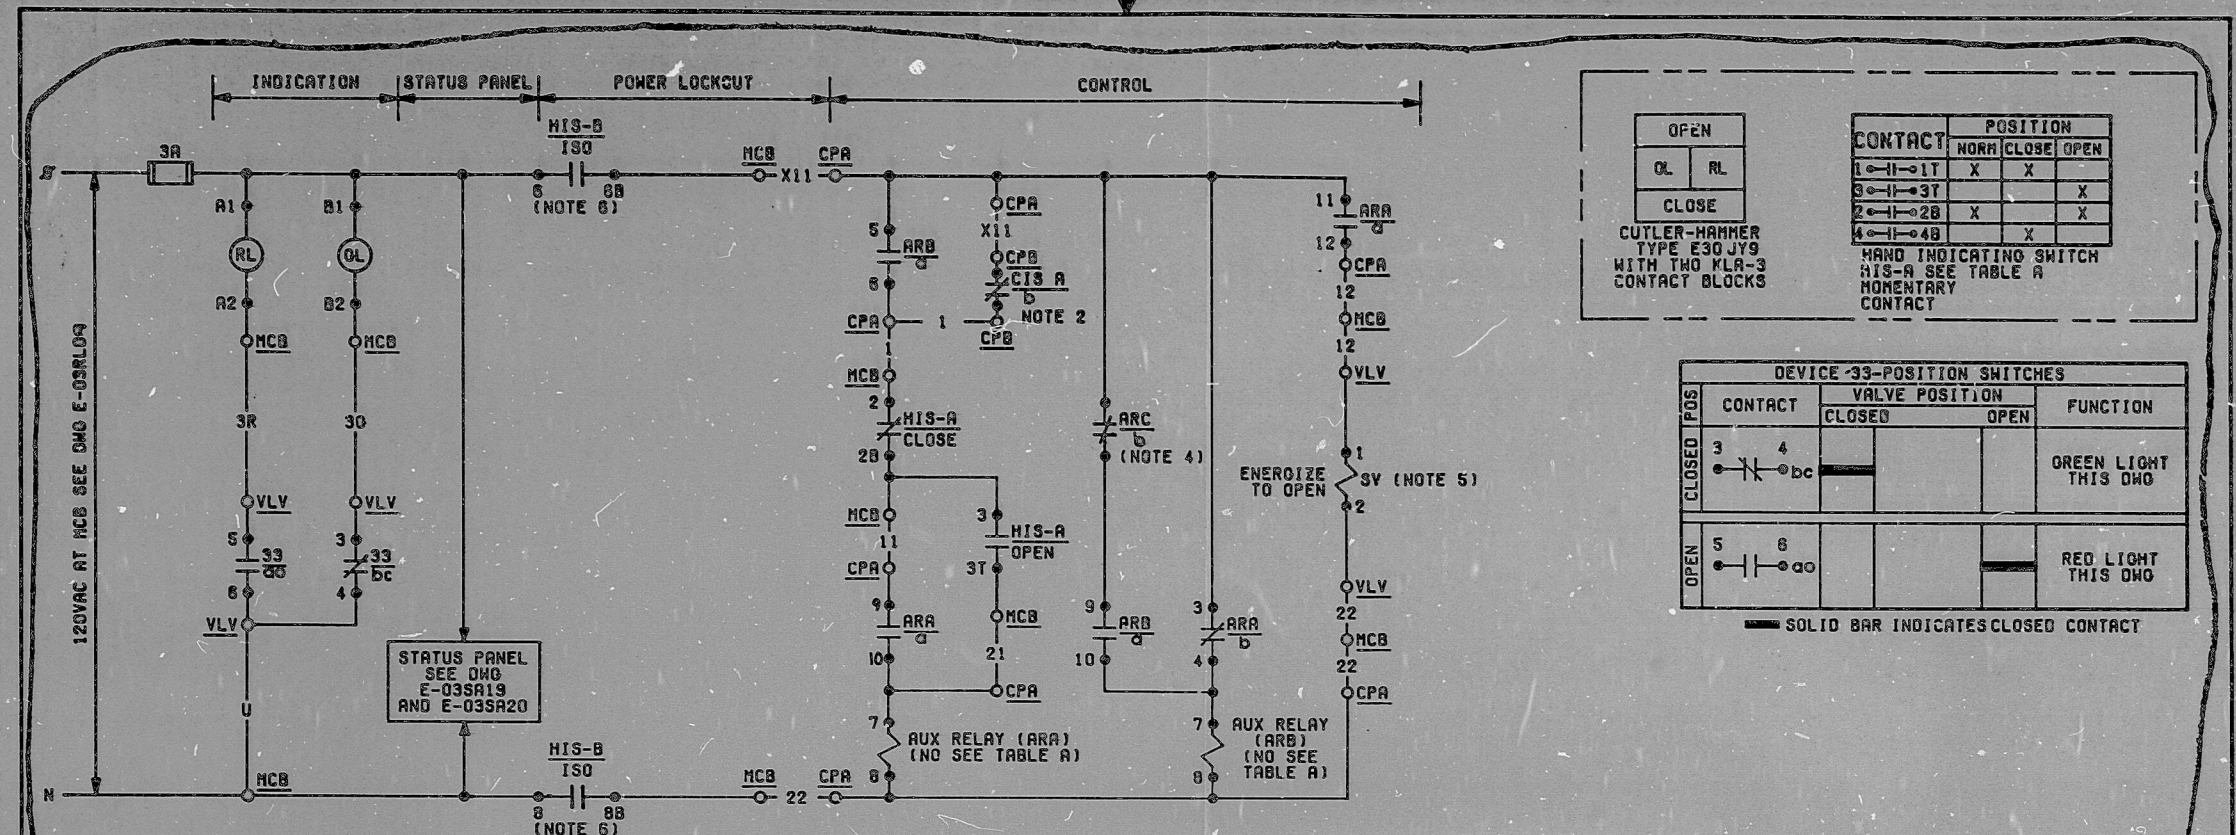 INDICATION
STATUS PANEL
POWER LOCKOUT
CONTROL
HIS-B
ISO
3A
MCB
X11
CPA
6
6B
(NOTE 6)
A1
B1
RL
GL
A2
B2
MCB
MCB
3R
3G
VLV
VLV
5
33
ao
6
3
33
bc
4
VLV
U
MCB
N
120VAC AT MCB SEE DWG E-03RL09
STATUS PANEL
SEE DWG
E-03SA19
AND E-03SA20
HIS-B
ISO
8
8B
(NOTE 6)
MCB
22
CPA
5
ARB
a
6
CPA
1
CPA
X11
CPB
CIS A
b
NOTE 2
CPB
1
MCB
2
HIS-A
CLOSE
2B
MCB
11
CPA
3
HIS-A
OPEN
3T
MCB
21
CPA
9
ARA
a
10
7
AUX RELAY (ARA)
(NO SEE TABLE A)
8
ARC
b
(NOTE 4)
9
ARB
a
10
3
ARA
b
4
7
AUX RELAY
(ARB)
(NO SEE
TABLE A)
8
11
ARA
a
12
CPA
12
MCB
12
VLV
1
ENERGIZE
TO OPEN
SV (NOTE 5)
2
VLV
22
MCB
22
CPA
OPEN
GL
RL
CLOSE
CUTLER-HAMMER
TYPE E30JY9
WITH TWO KLA-3
CONTACT BLOCKS
CONTACT
POSITION
NORM CLOSE OPEN
1 1T X X
3 3T X
2 2B X X
4 4B X
HAND INDICATING SWITCH
HIS-A SEE TABLE A
MOMENTARY
CONTACT
DEVICE -33-POSITION SWITCHES
POS
CONTACT
VALVE POSITION
CLOSED OPEN
FUNCTION
CLOSED
3 4
bc
GREEN LIGHT
THIS DWG
OPEN
5 6
ao
RED LIGHT
THIS DWG
SOLID BAR INDICATES CLOSED CONTACT